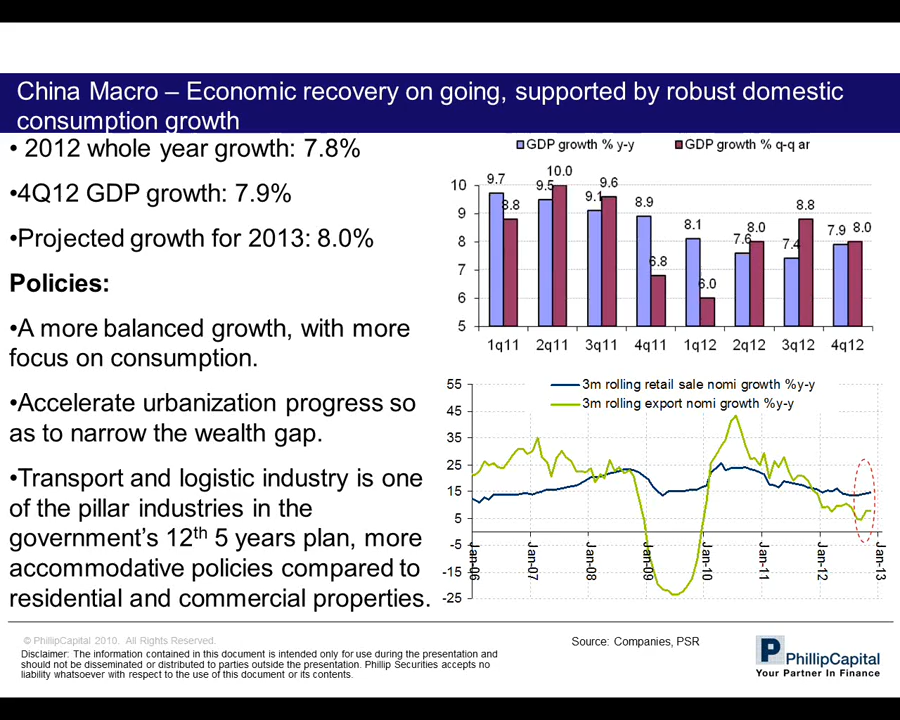 China Macro – Economic recovery on going, supported by robust domestic
consumption growth
• 2012 whole year growth: 7.8%
•4Q12 GDP growth: 7.9%
•Projected growth for 2013: 8.0%
Policies:
•A more balanced growth, with more
focus on consumption.
•Accelerate urbanization progress so
as to narrow the wealth gap.
•Transport and logistic industry is one
of the pillar industries in the
government’s 12th 5 years plan, more
accommodative policies compared to
residential and commercial properties.
GDP growth % y-y GDP growth % q-q ar
10
9
8
7
6
5
9.7 8.8 9.5 10.0 9.1 9.6 8.9 6.8 8.1 6.0 7.6 8.0 7.4 8.8 7.9 8.0
1q11 2q11 3q11 4q11 1q12 2q12 3q12 4q12
3m rolling retail sale nomi growth %y-y
3m rolling export nomi growth %y-y
55
45
35
25
15
5
-5
-15
-25
Jan-06 Jan-07 Jan-08 Jan-09 Jan-10 Jan-11 Jan-12 Jan-13
© PhillipCapital 2010. All Rights Reserved.
Disclaimer: The information contained in this document is intended only for use during the presentation and
should not be disseminated or distributed to parties outside the presentation. Phillip Securities accepts no
liability whatsoever with respect to the use of this document or its contents.
Source: Companies, PSR
P PhillipCapital
Your Partner In Finance